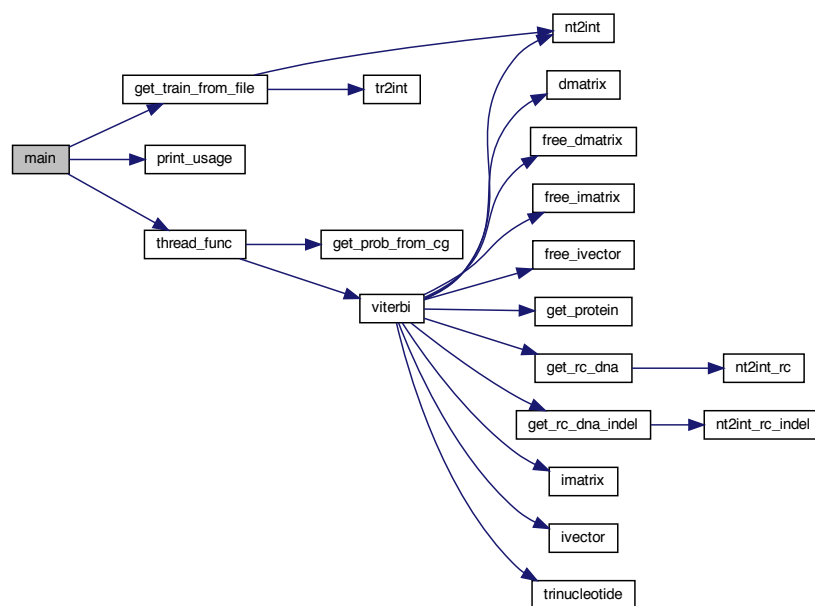 nt2int
get_train_from_file
tr2int
dmatrix
free_dmatrix
main
print_usage
free_imatrix
thread_func
get_prob_from_cg
free_ivector
viterbi
get_protein
get_rc_dna
nt2int_rc
get_rc_dna_indel
nt2int_rc_indel
imatrix
ivector
trinucleotide